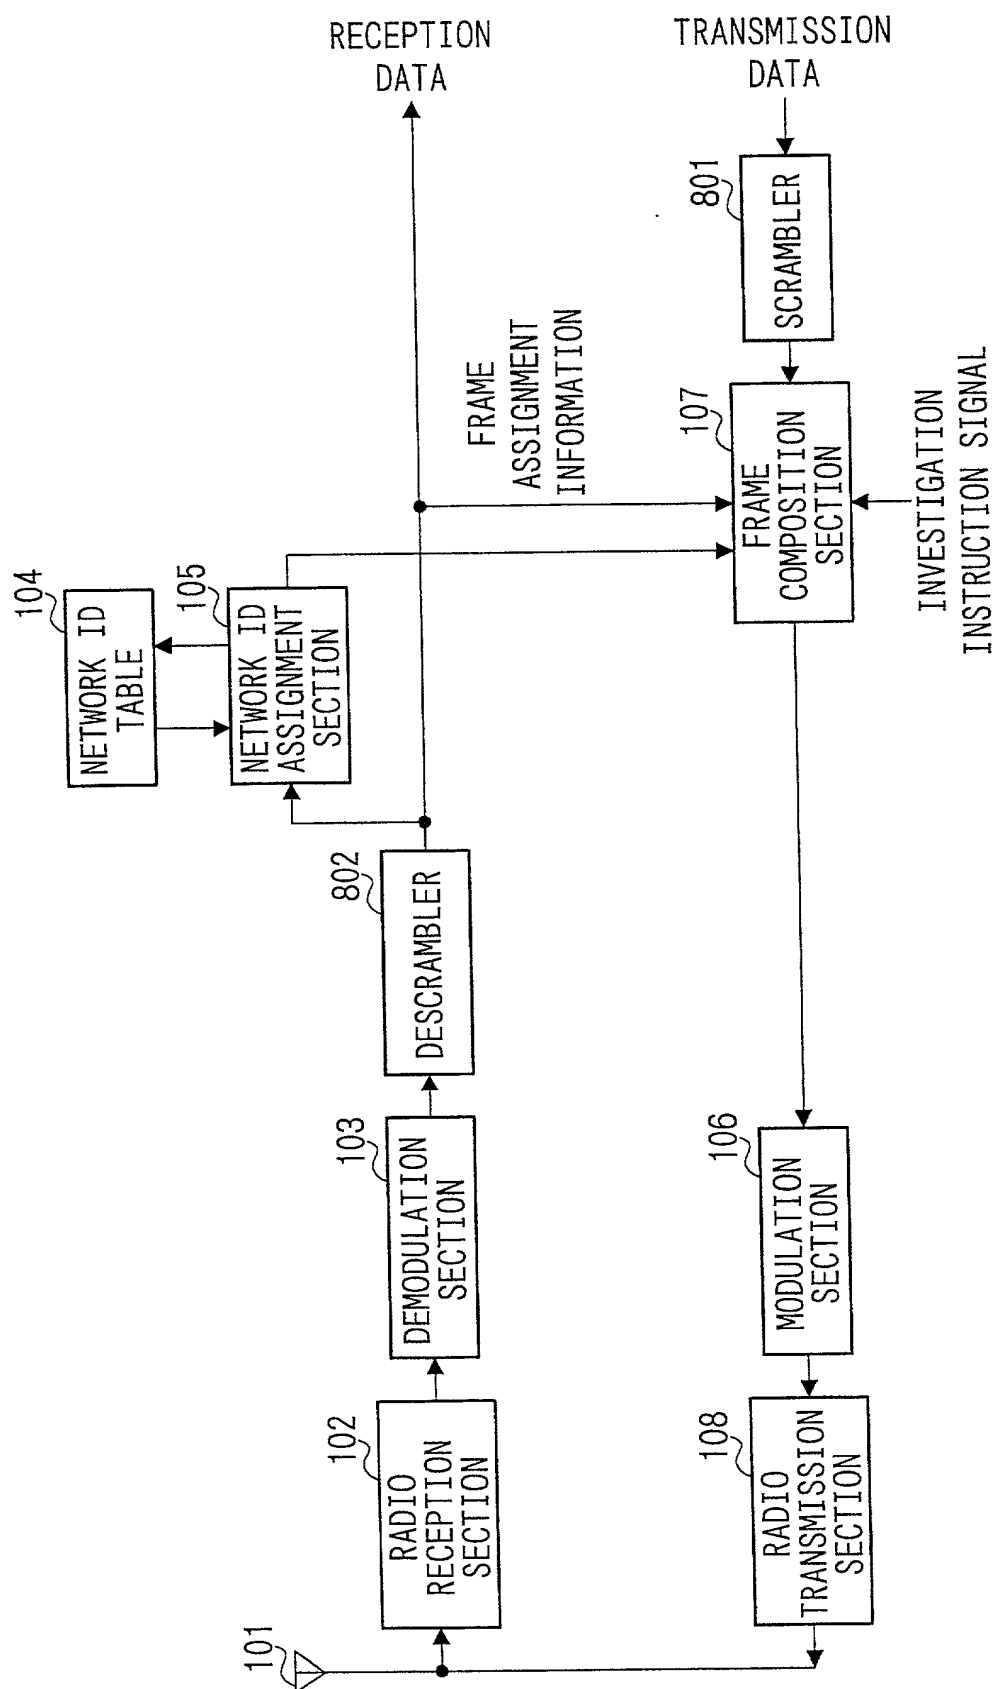 RECEPTION
DATA
TRANSMISSION
DATA
801
SCRAMBLER
FRAME
ASSIGNMENT
INFORMATION
107
FRAME
COMPOSITION
SECTION
INVESTIGATION
INSTRUCTION SIGNAL
104
NETWORK ID
TABLE
105
NETWORK ID
ASSIGNMENT
SECTION
802
DESCRAMBLER
103
DEMODULATION
SECTION
106
MODULATION
SECTION
102
RADIO
RECEPTION
SECTION
108
RADIO
TRANSMISSION
SECTION
101